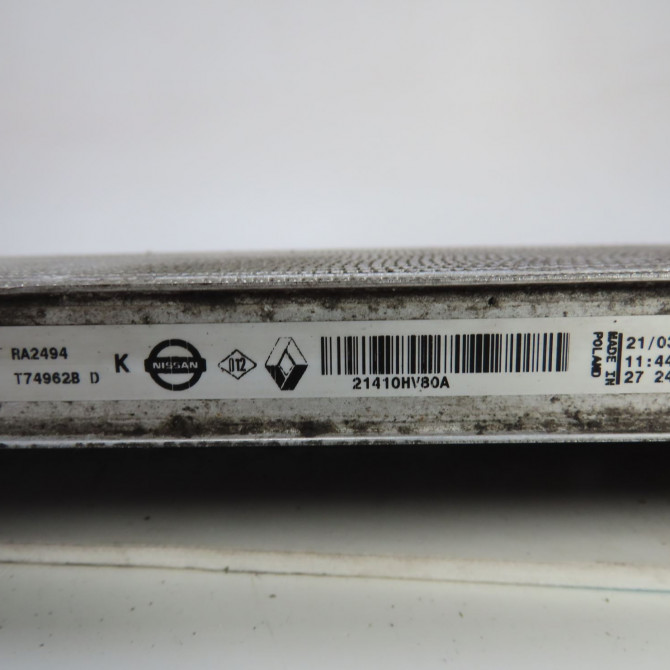 RA2494
T74962B D
K
NISSAN
012
21410HV80A
MADE IN
POLAND
21/03
11:44
27 24